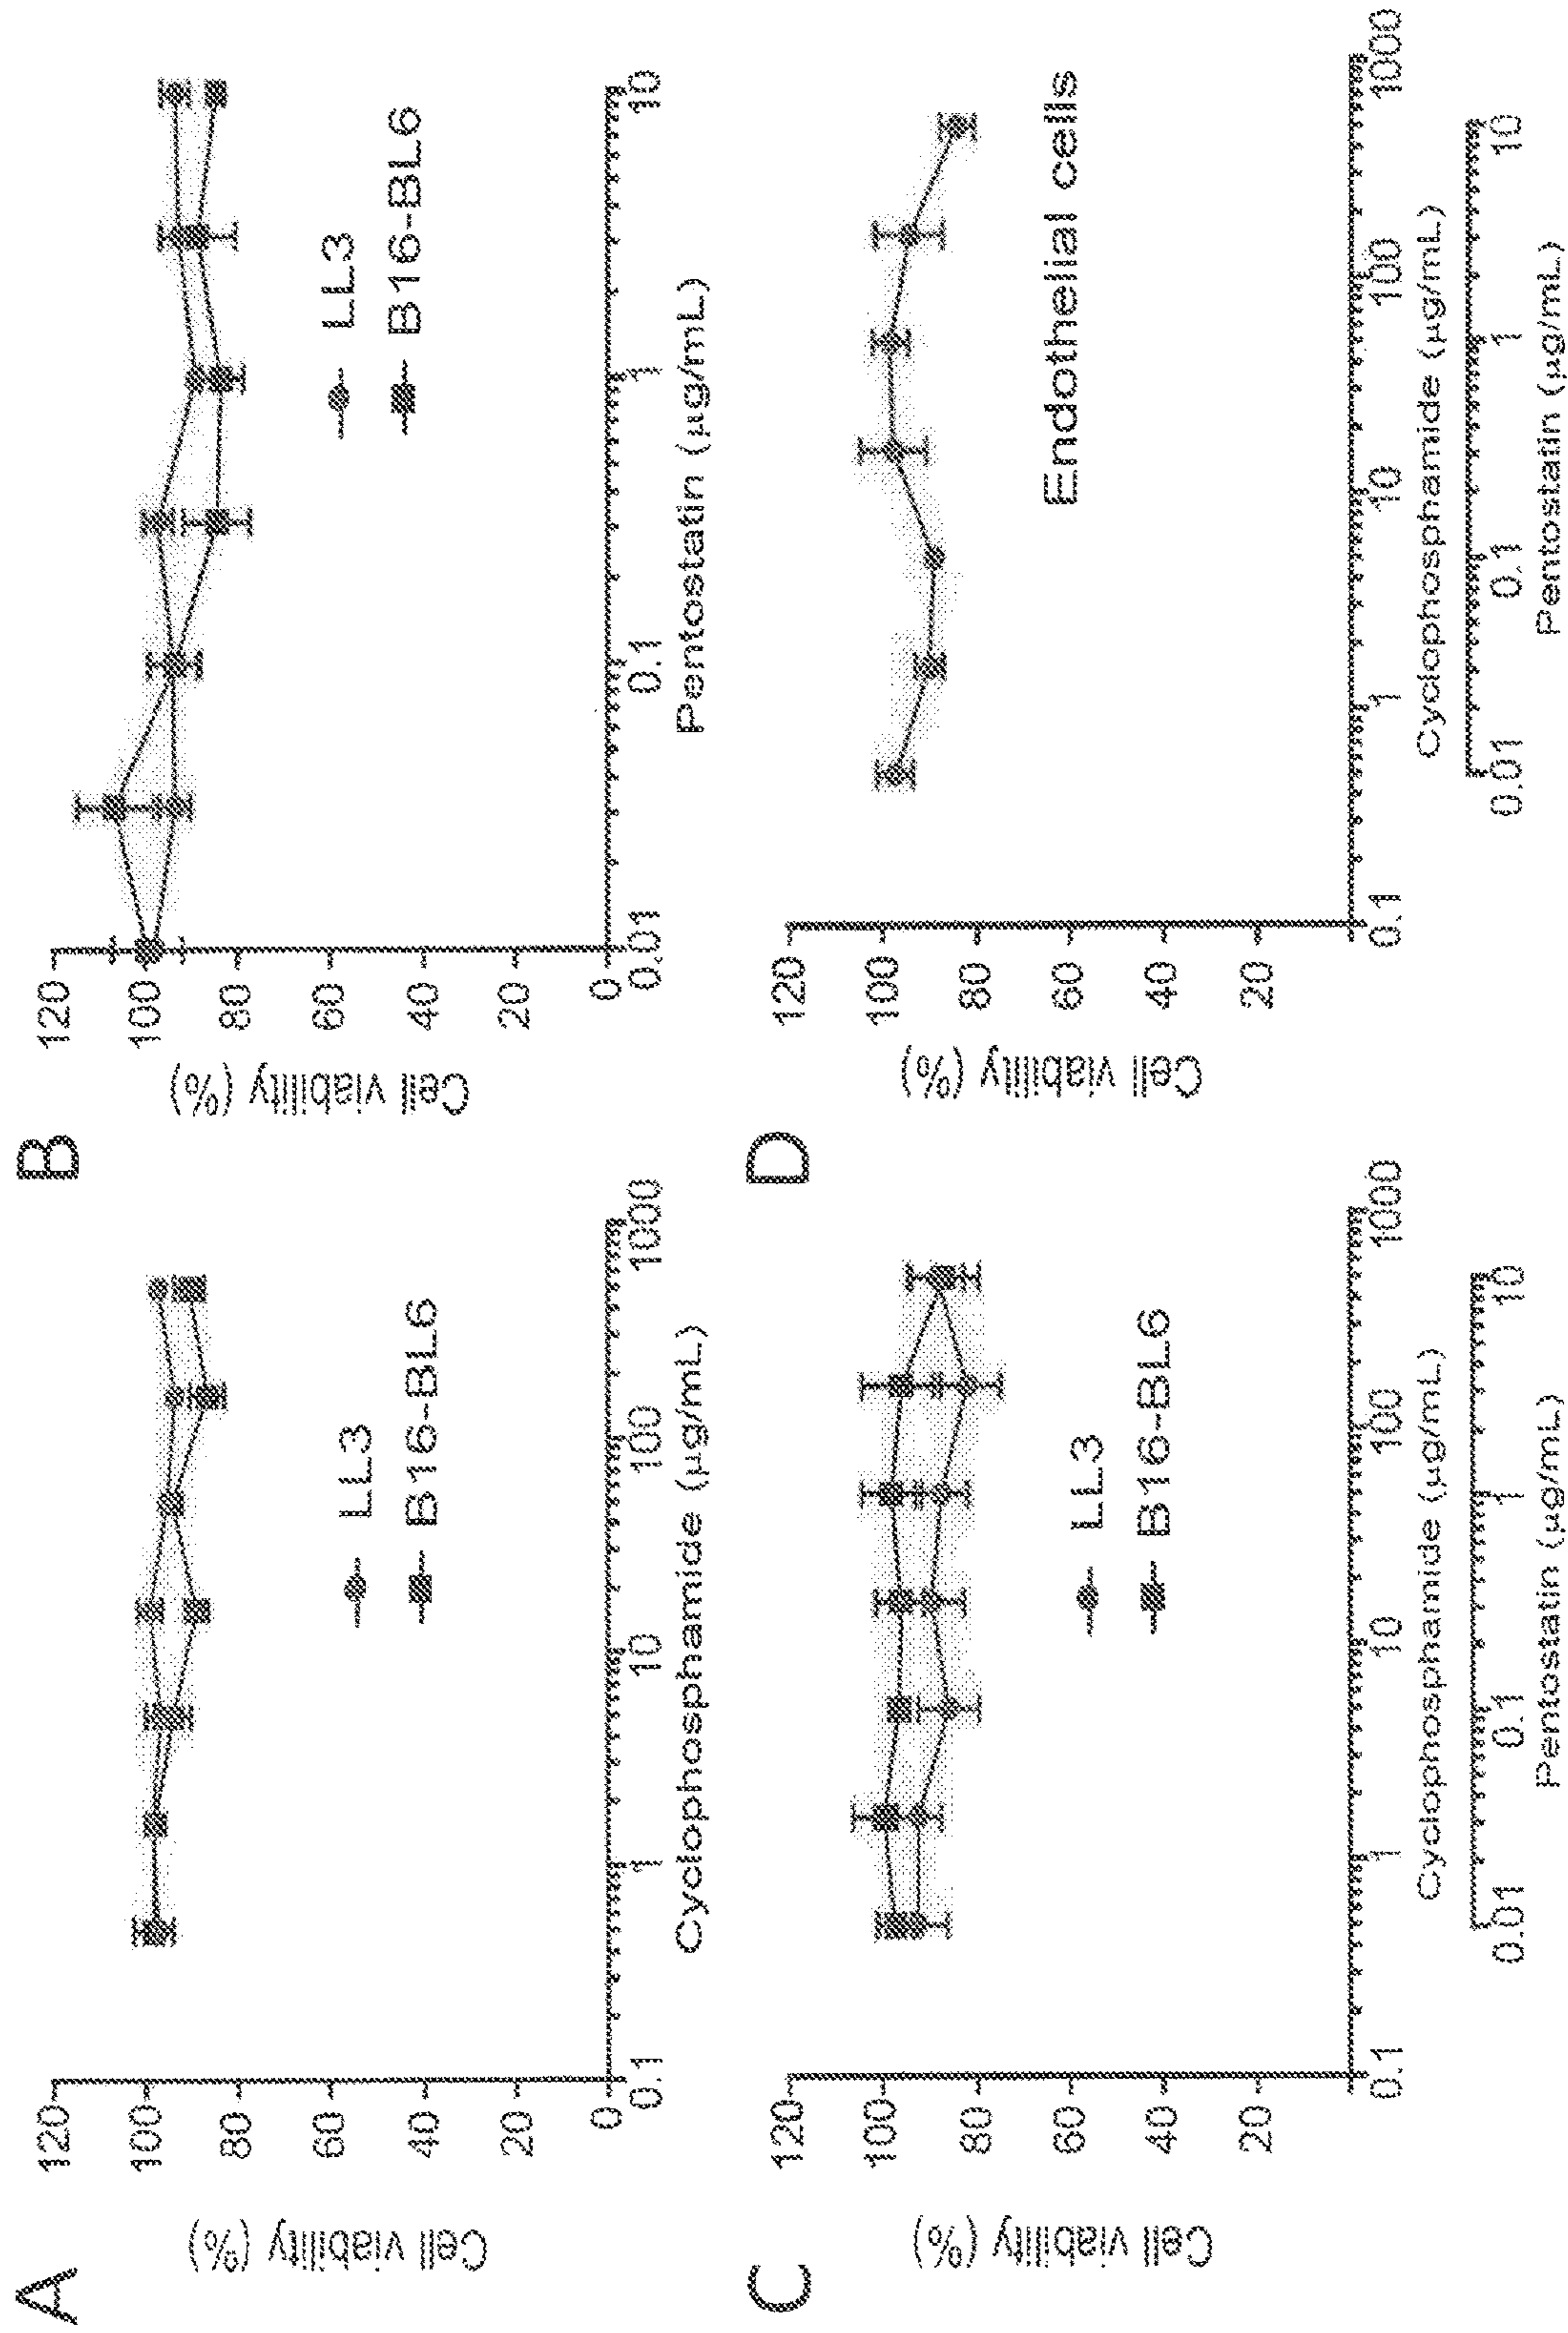 A
Cell viability (%)
120
100
80
60
40
20
0
0.1
1
10
100
1000
Cyclophosphamide (µg/mL)
LL3
B16-BL6
B
Cell viability (%)
120
100
80
60
40
20
0
0.01
0.1
1
10
Pentostatin (µg/mL)
LL3
B16-BL6
C
Cell viability (%)
120
100
80
60
40
20
0.1
1
10
100
1000
Cyclophosphamide (µg/mL)
0.01
0.1
1
10
Pentostatin (µg/mL)
LL3
B16-BL6
D
Cell viability (%)
120
100
80
60
40
20
0.1
1
10
100
1000
Cyclophosphamide (µg/mL)
0.01
0.1
1
10
Pentostatin (µg/mL)
Endothelial cells